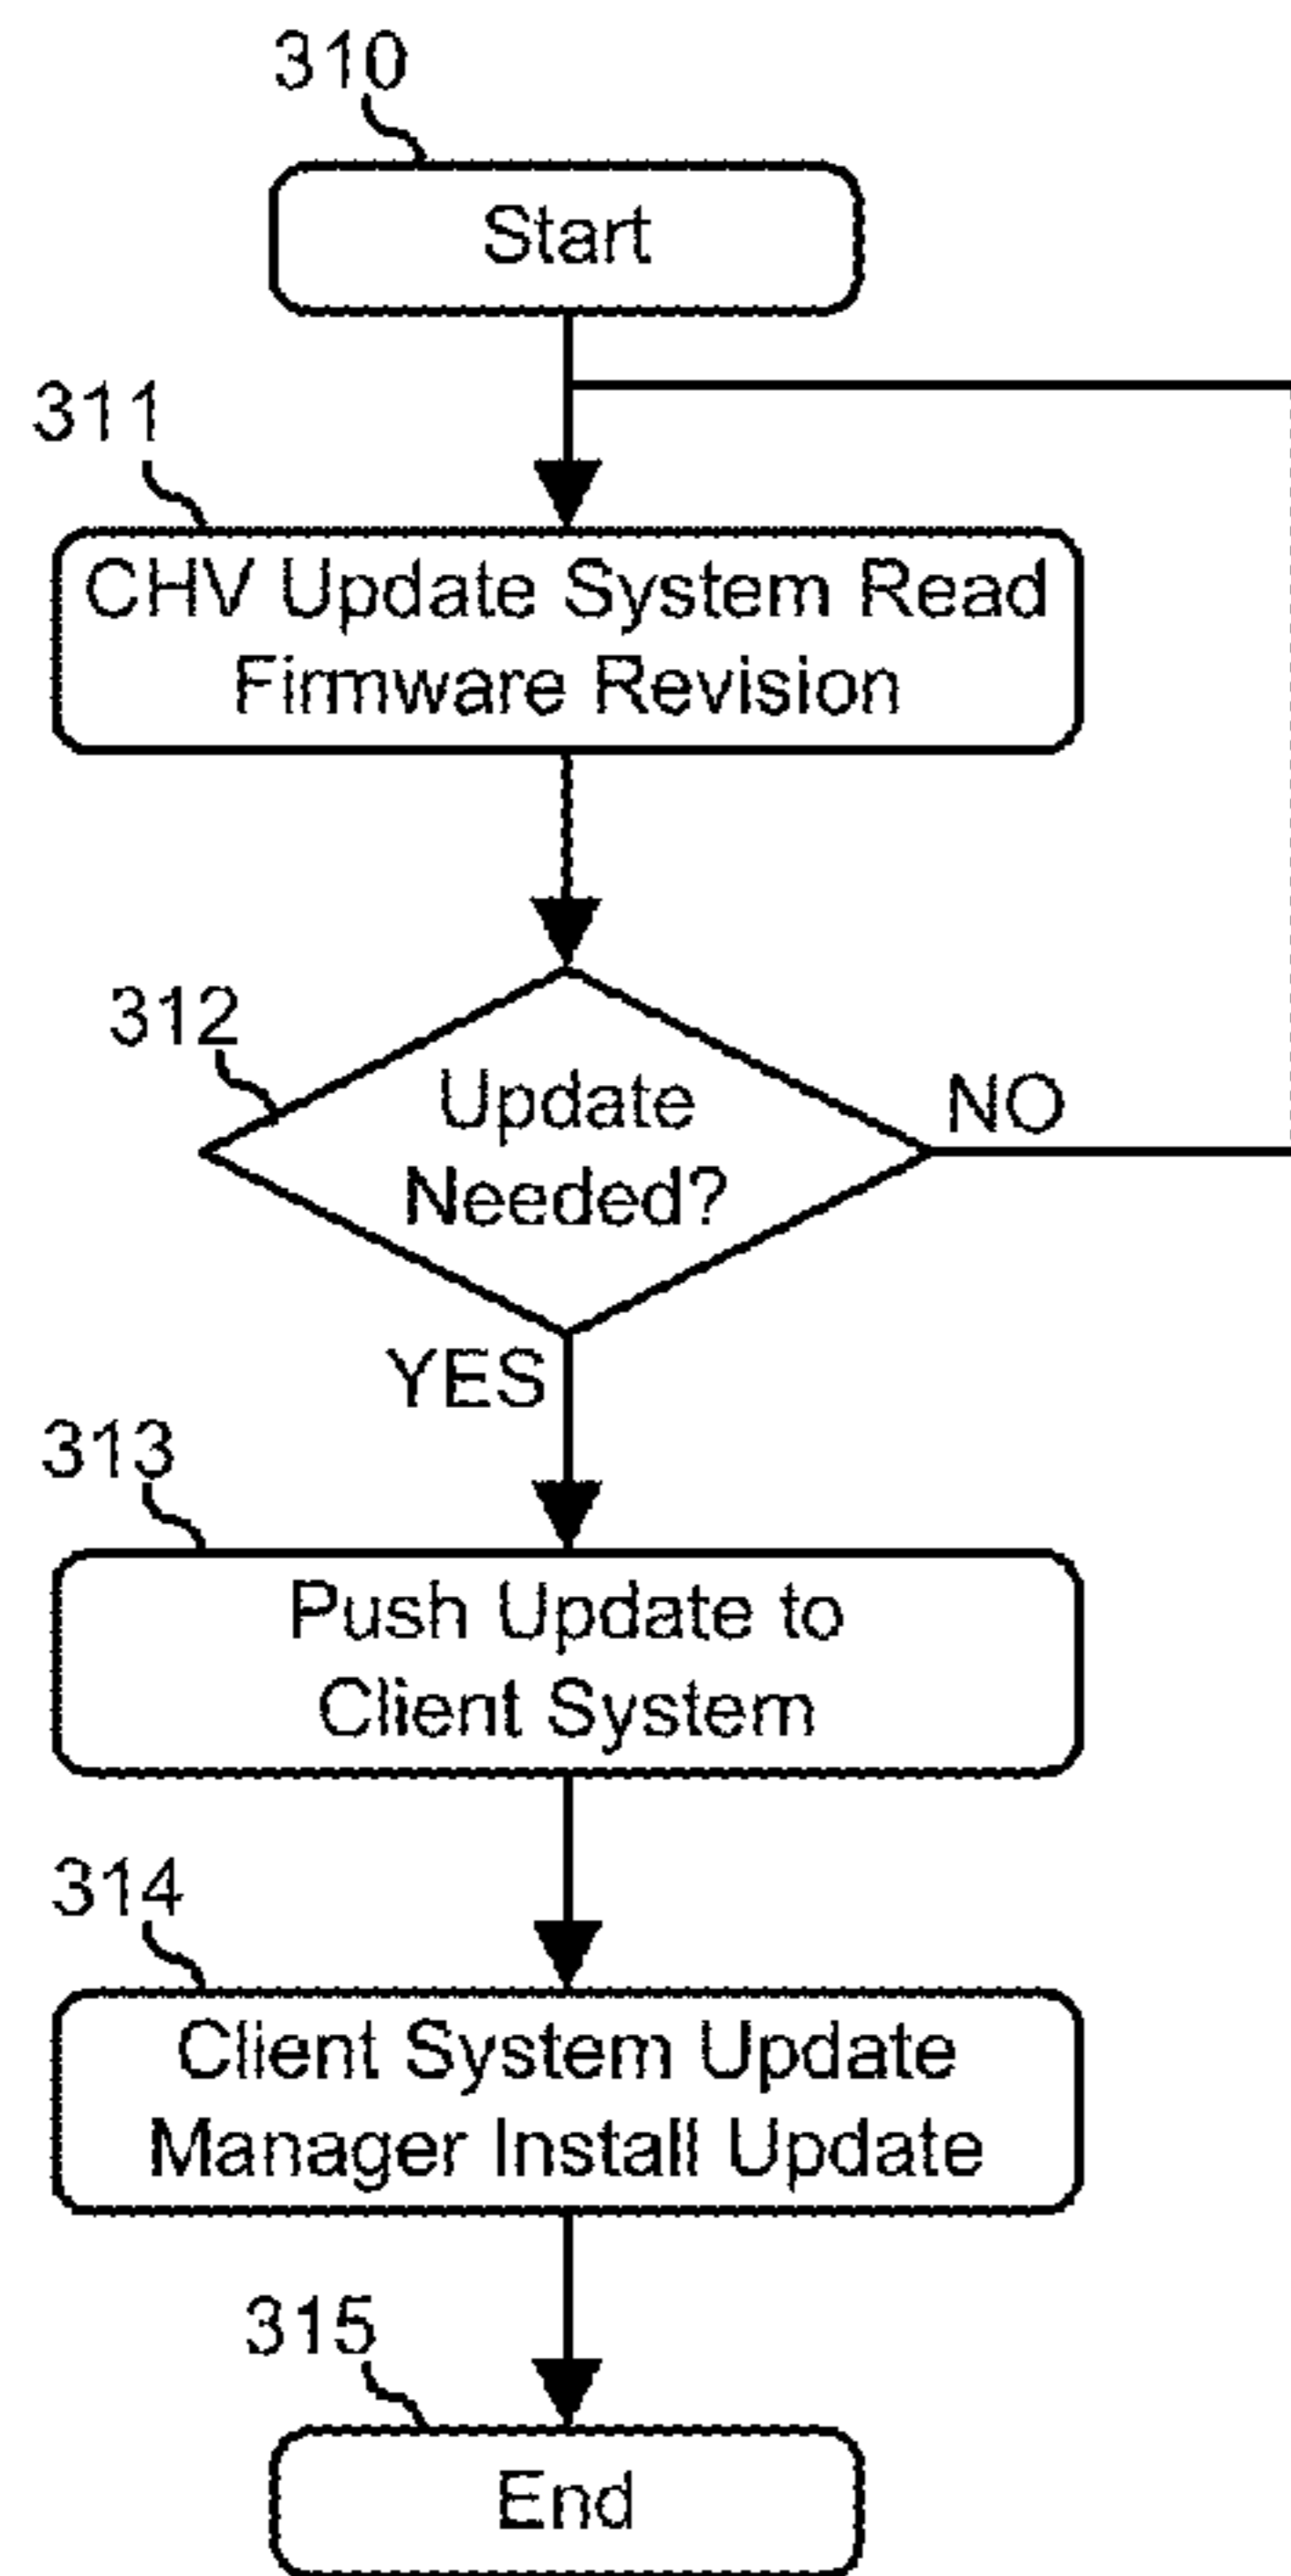 310
Start
311
CHV Update System Read
Firmware Revision
312
Update
Needed?
NO
YES
313
Push Update to
Client System
314
Client System Update
Manager Install Update
315
End